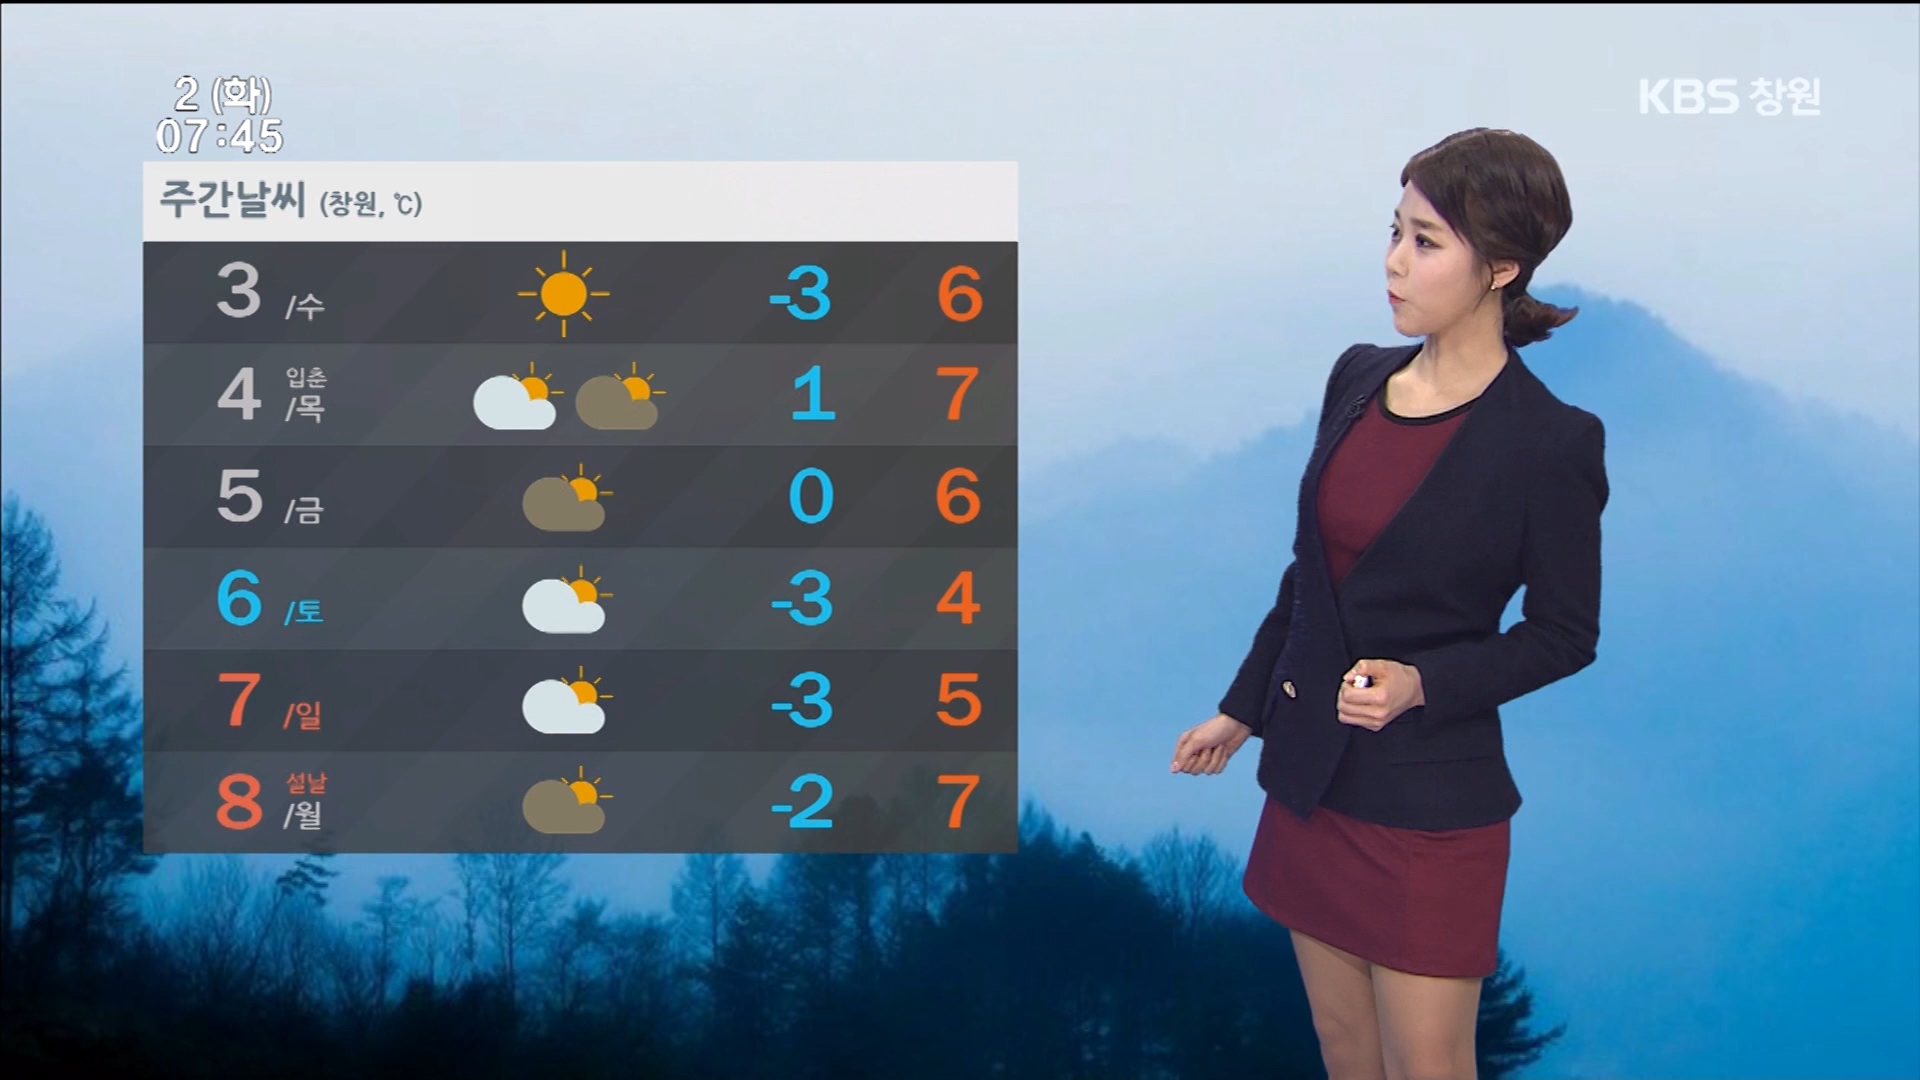 2 (화)
07:45
KBS 창원
주간날씨 (창원, ℃)
3 /수 -3 6
4 입춘 /목 1 7
5 /금 0 6
6 /토 -3 4
7 /일 -3 5
8 설날 /월 -2 7